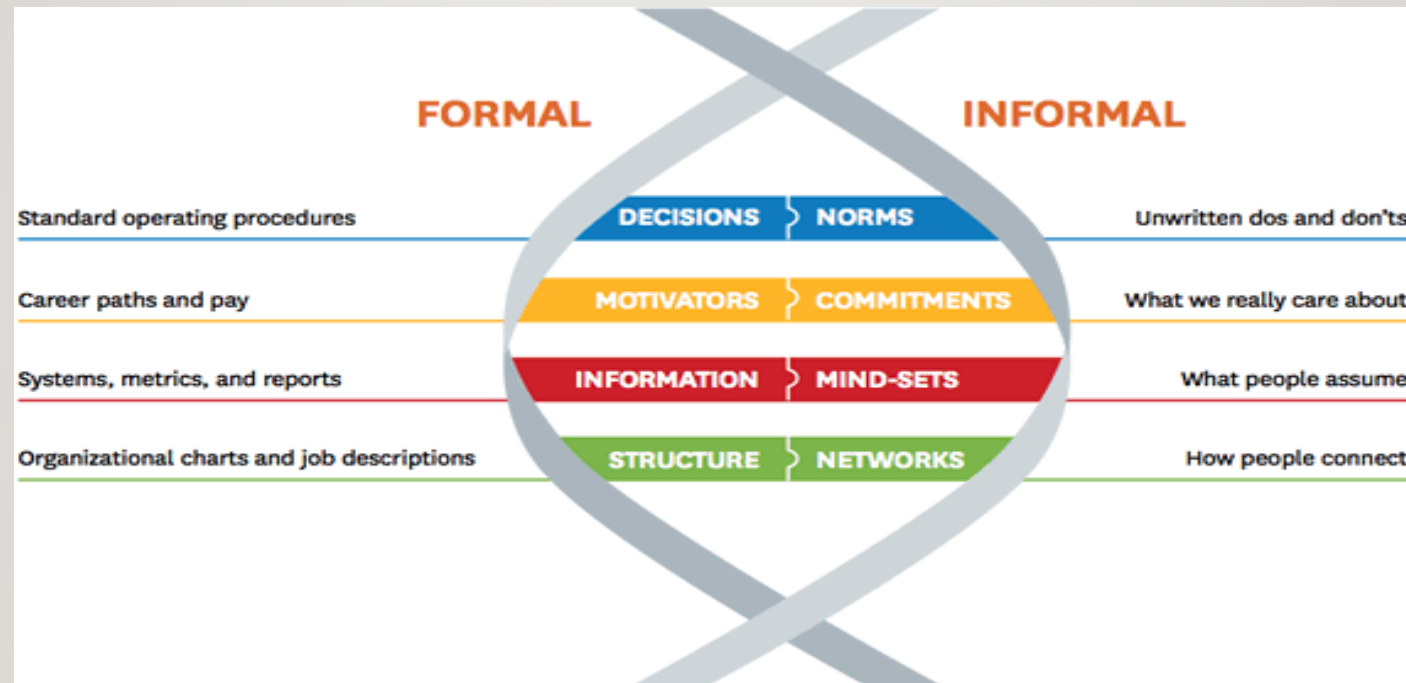 FORMAL INFORMAL
Standard operating procedures DECISIONS NORMS Unwritten dos and don'ts
Career paths and pay MOTIVATORS COMMITMENTS What we really care about
Systems, metrics, and reports INFORMATION MIND-SETS What people assume
Organizational charts and job descriptions STRUCTURE NETWORKS How people connect